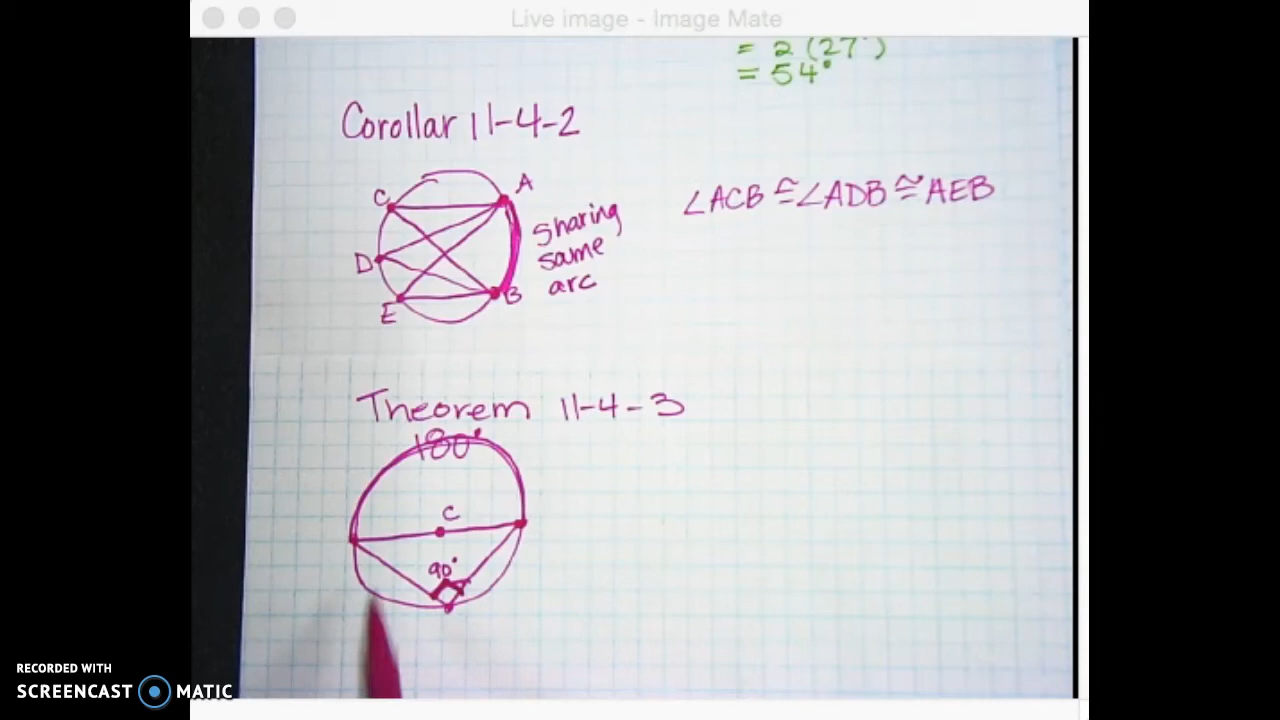 Live image - Image Mate
= 2 (27°)
= 54°
Corollar 11-4-2
C
A
D
E
B
sharing
same
arc
∠ACB ≅ ∠ADB ≅ AEB
Theorem 11-4-3
180°
C
90°
RECORDED WITH
SCREENCAST MATIC